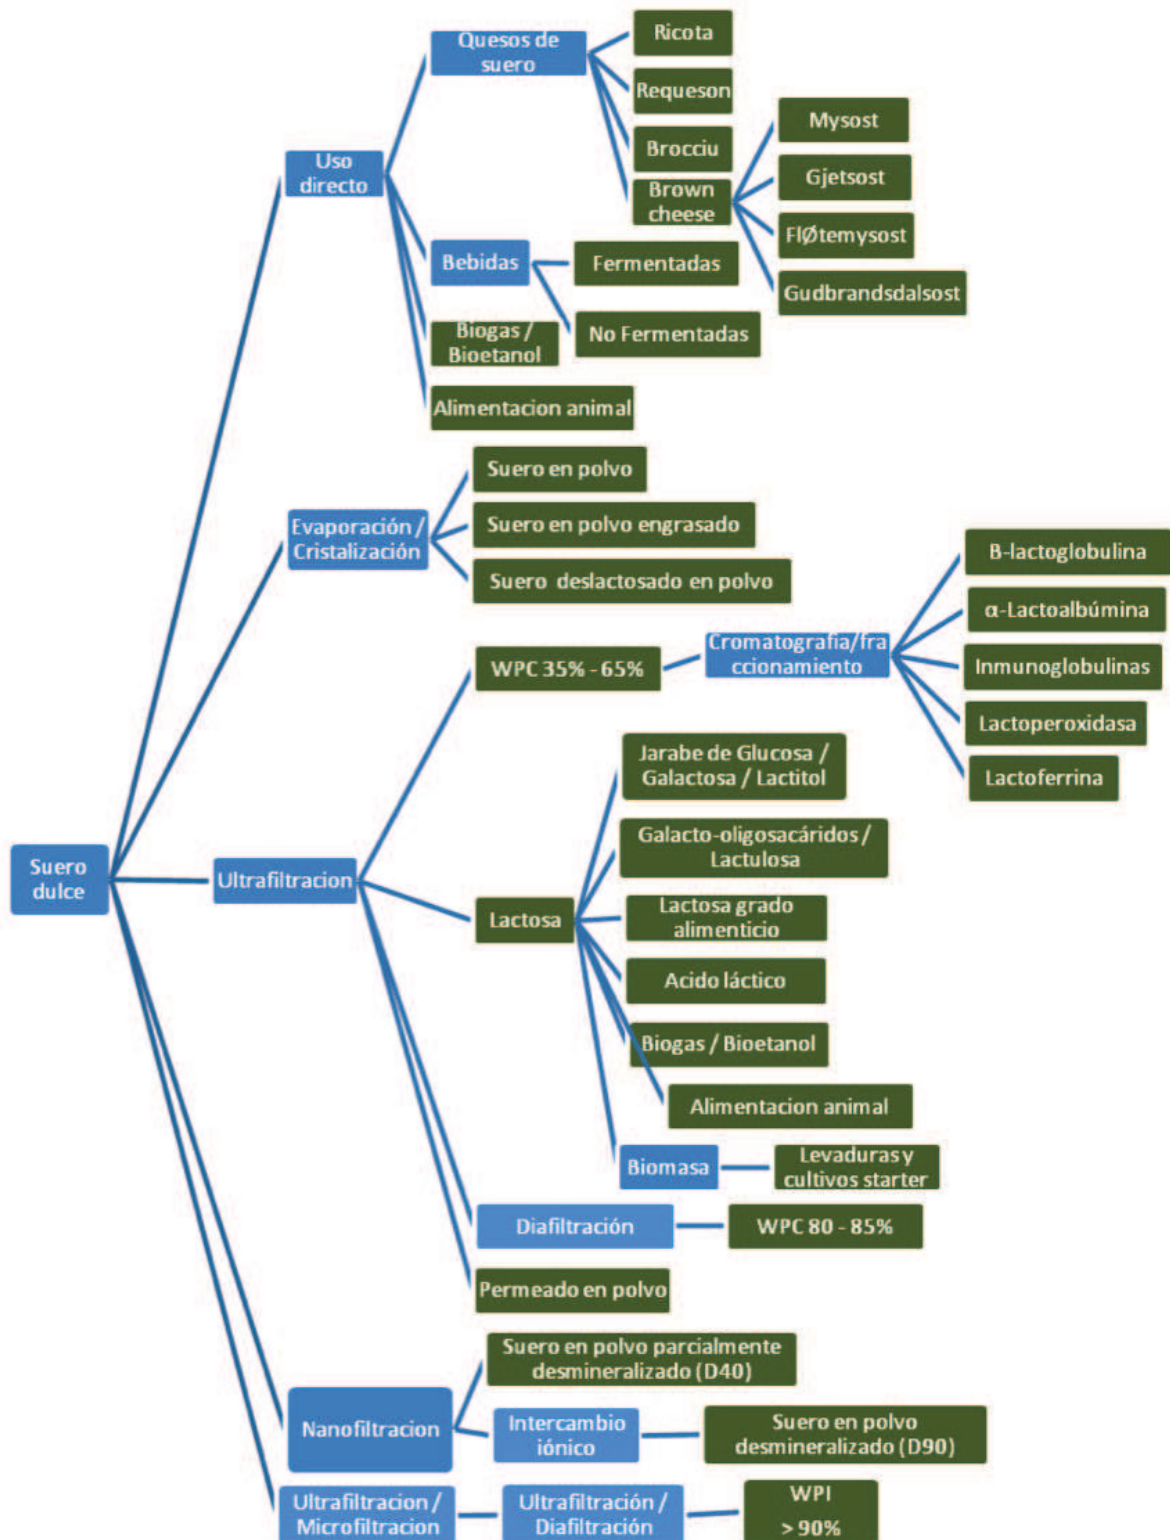 Quesos de
suero
Ricota
Requeson
Brocciu
Brown
cheese
Mysost
Gjetsost
FlØtemysost
Gudbrandsdalsost
Uso
directo
Bebidas
Fermentadas
No Fermentadas
Biogas /
Bioetanol
Alimentacion animal
Evaporación /
Cristalización
Suero en polvo
Suero en polvo engrasado
Suero deslactosado en polvo
WPC 35% - 65%
Cromatografia/fra
ccionamiento
B-lactoglobulina
α-Lactoalbúmina
Inmunoglobulinas
Lactoperoxidasa
Lactoferrina
Suero
dulce
Ultrafiltracion
Lactosa
Jarabe de Glucosa /
Galactosa / Lactitol
Galacto-oligosacáridos /
Lactulosa
Lactosa grado
alimenticio
Acido láctico
Biogas / Bioetanol
Alimentacion animal
Biomasa
Levaduras y
cultivos starter
Diafiltración
WPC 80 - 85%
Permeado en polvo
Nanofiltracion
Suero en polvo parcialmente
desmineralizado (D40)
Intercambio
iónico
Suero en polvo
desmineralizado (D90)
Ultrafiltracion /
Microfiltracion
Ultrafiltración /
Diafiltración
WPI
> 90%